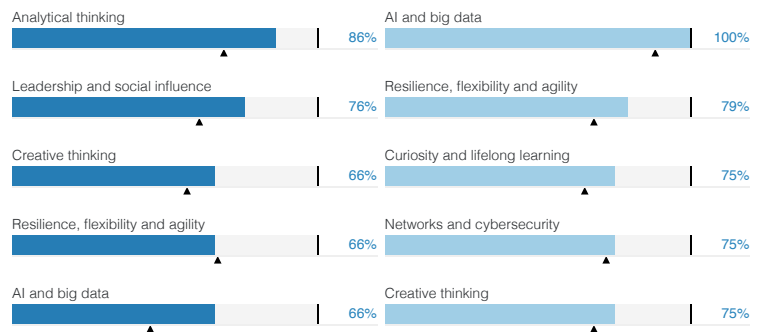 Analytical thinking
86%
Leadership and social influence
76%
Creative thinking
66%
Resilience, flexibility and agility
66%
AI and big data
66%
AI and big data
100%
Resilience, flexibility and agility
79%
Curiosity and lifelong learning
75%
Networks and cybersecurity
75%
Creative thinking
75%